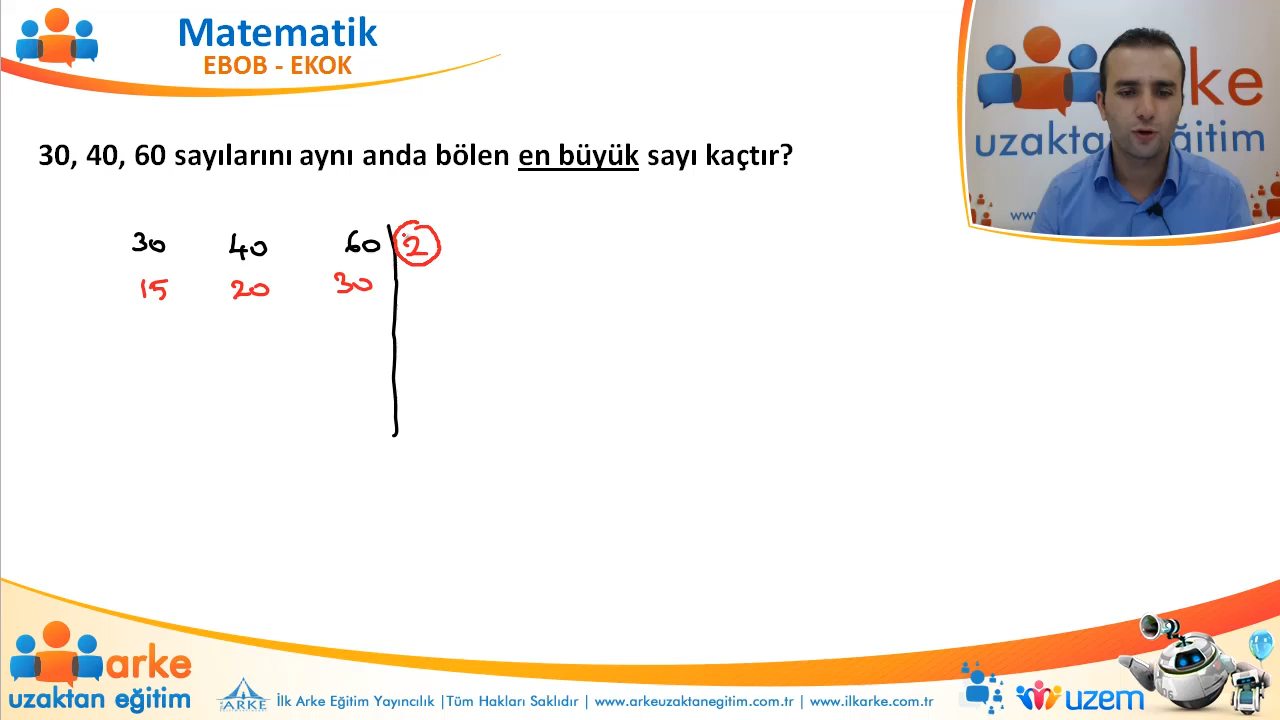 Matematik
EBOB - EKOK
arke
uzaktan eğitim
www
30, 40, 60 sayılarını aynı anda bölen en büyük sayı kaçtır?
30 40 60 2
15 20 30
arke
uzaktan eğitim
ARKE
İlk Arke Eğitim Yayıncılık |Tüm Hakları Saklıdır | www.arkeuzaktanegitim.com.tr | www.ilkarke.com.tr
uzem